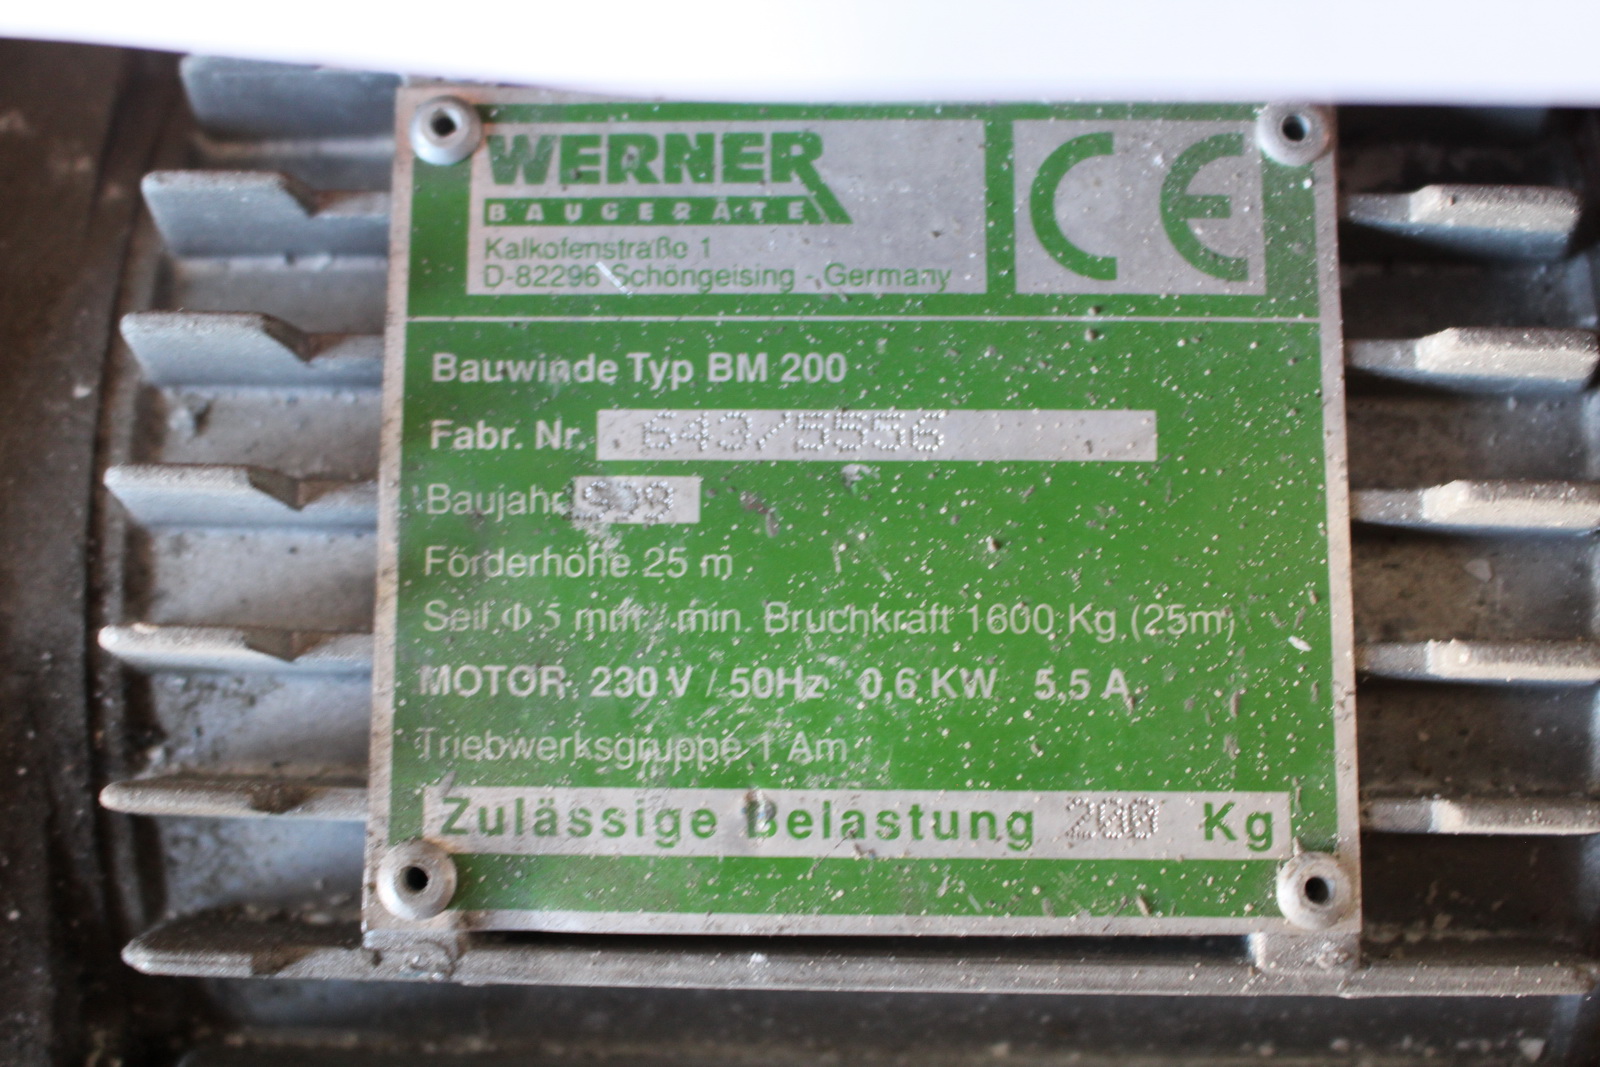 WERNER
BAUGERÄTE
Kalkofenstraße 1
D-82296 Schöngeising - Germany
CE
Bauwinde Typ BM 200
Fabr. Nr. 643/5556
Baujahr 1999
Förderhöhe 25 m
Seil Φ 5 mm / min. Bruchkraft 1600 Kg (25m)
MOTOR 230 V / 50Hz 0,6 KW 5,5 A
Triebwerksgruppe 1 Am
Zulässige Belastung 200 Kg